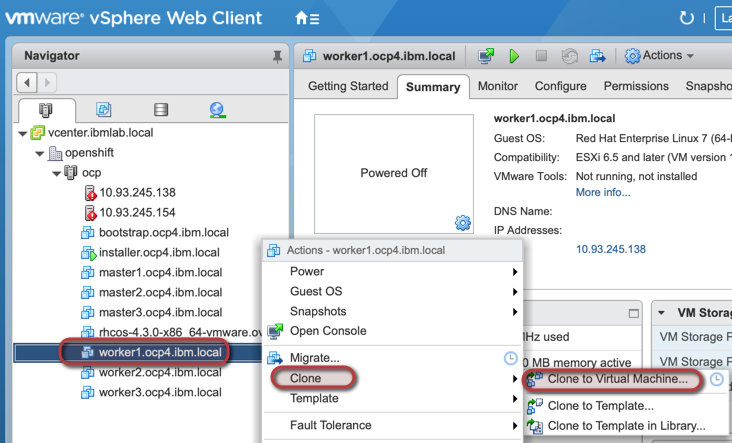 vmware® vSphere Web Client
Navigator
worker1.ocp4.ibm.local
Actions
Getting Started
Summary
Monitor
Configure
Permissions
vcenter.ibmlab.local
openshift
ocp
10.93.245.138
10.93.245.154
bootstrap.ocp4.ibm.local
installer.ocp4.ibm.local
master1.ocp4.ibm.local
master2.ocp4.ibm.local
master3.ocp4.ibm.local
rhcos-4.3.0-x86_64-vmware.ov
worker1.ocp4.ibm.local
worker2.ocp4.ibm.local
worker3.ocp4.ibm.local
Powered Off
worker1.ocp4.ibm.local
Guest OS: Red Hat Enterprise Linux 7 (64-
Compatibility: ESXi 6.5 and later (VM version
VMware Tools: Not running, not installed
More info...
DNS Name:
IP Addresses:
10.93.245.138
Actions - worker1.ocp4.ibm.local
Power
Guest OS
Snapshots
Open Console
Migrate...
Clone
Template
Fault Tolerance
Hz used
MB memory active
VM Storage
VM Storage
Clone to Virtual Machine...
Clone to Template...
Clone to Template in Library...